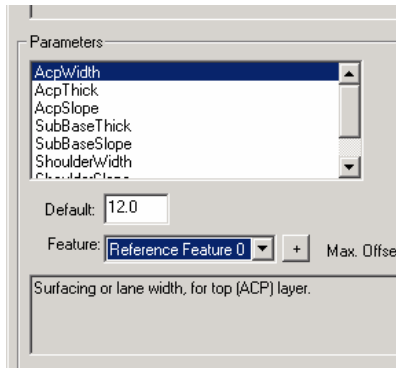 Parameters
AcpWidth
AcpThick
AcpSlope
SubBaseThick
SubBaseSlope
ShoulderWidth
ShoulderSlope
Default: 12.0
Feature: Reference Feature 0 + Max. Offse
Surfacing or lane width, for top (ACP) layer.